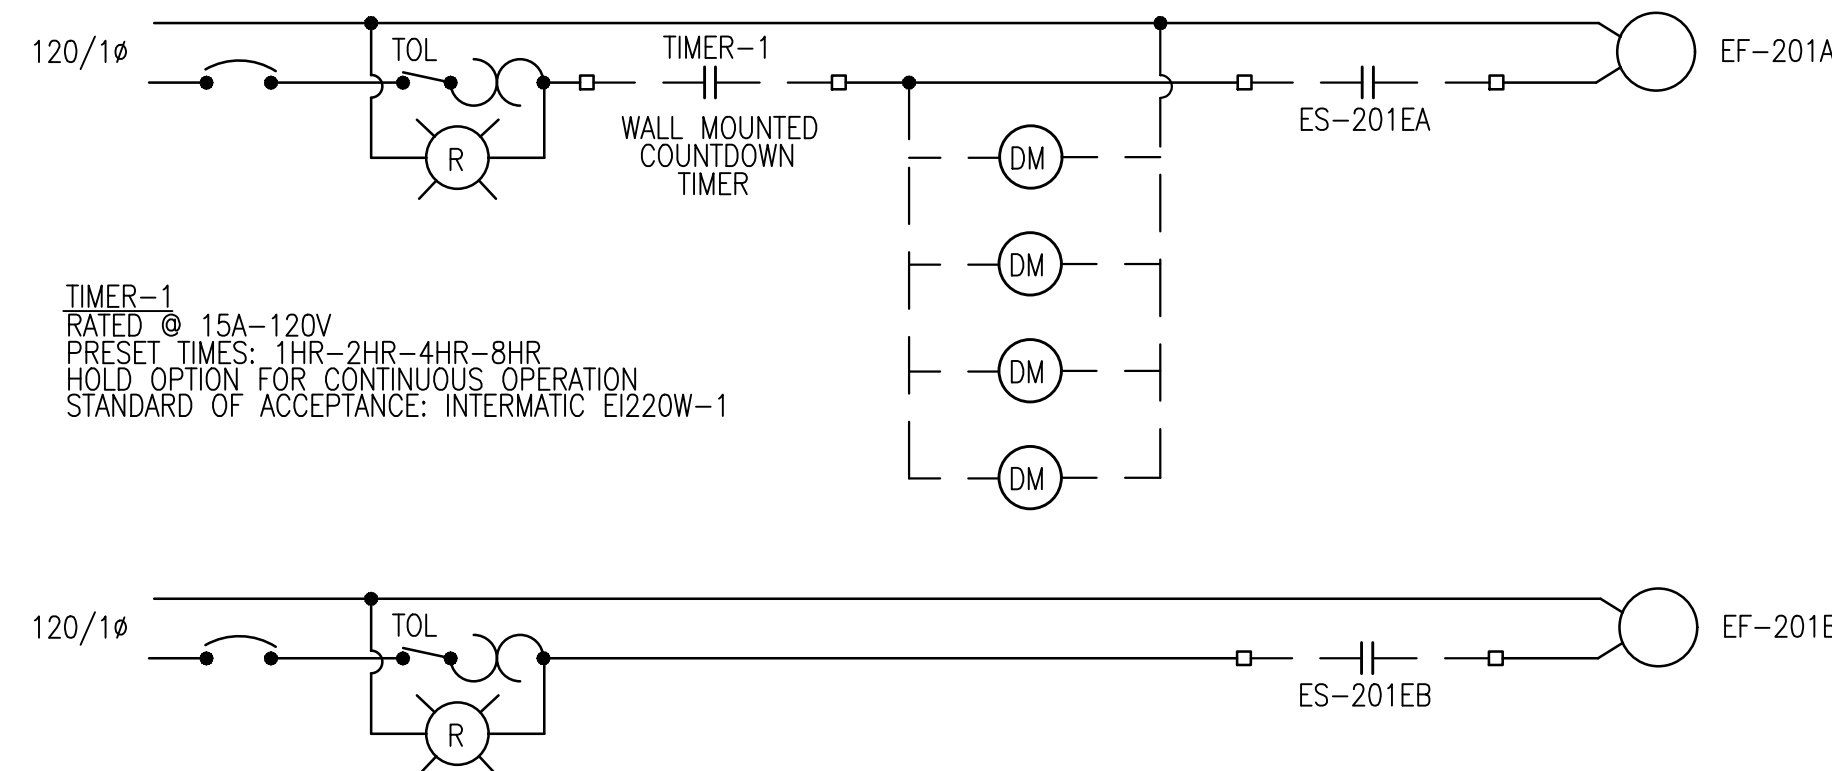 120/1ø
TOL
TIMER-1
EF-201A
R
WALL MOUNTED
COUNTDOWN
TIMER
ES-201EA
DM
DM
DM
DM
TIMER-1
RATED @ 15A-120V
PRESET TIMES: 1HR-2HR-4HR-8HR
HOLD OPTION FOR CONTINUOUS OPERATION
STANDARD OF ACCEPTANCE: INTERMATIC EI220W-1
120/1ø
TOL
EF-201B
R
ES-201EB